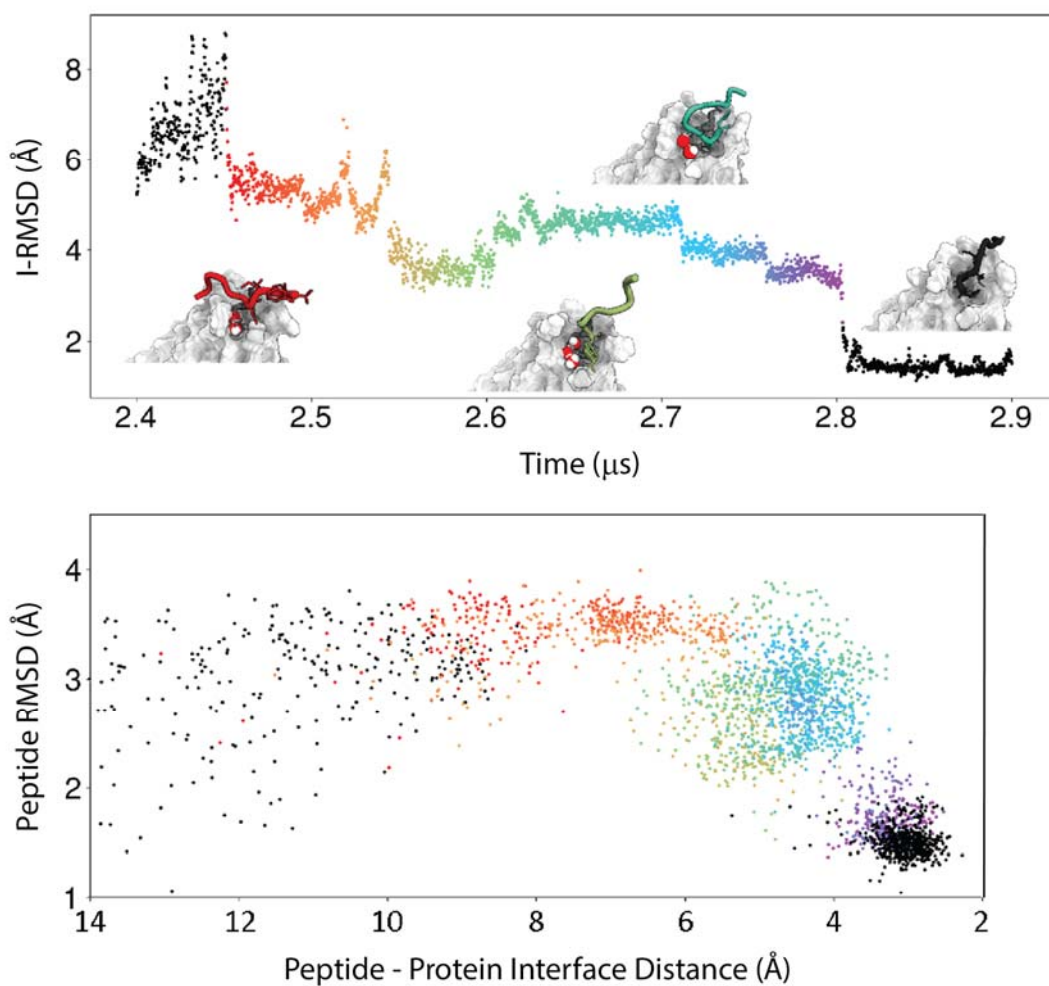 I-RMSD (Å)
8
6
4
2
2.4 2.5 2.6 2.7 2.8 2.9
Time (μs)
Peptide RMSD (Å)
4
3
2
1
14 12 10 8 6 4 2
Peptide - Protein Interface Distance (Å)